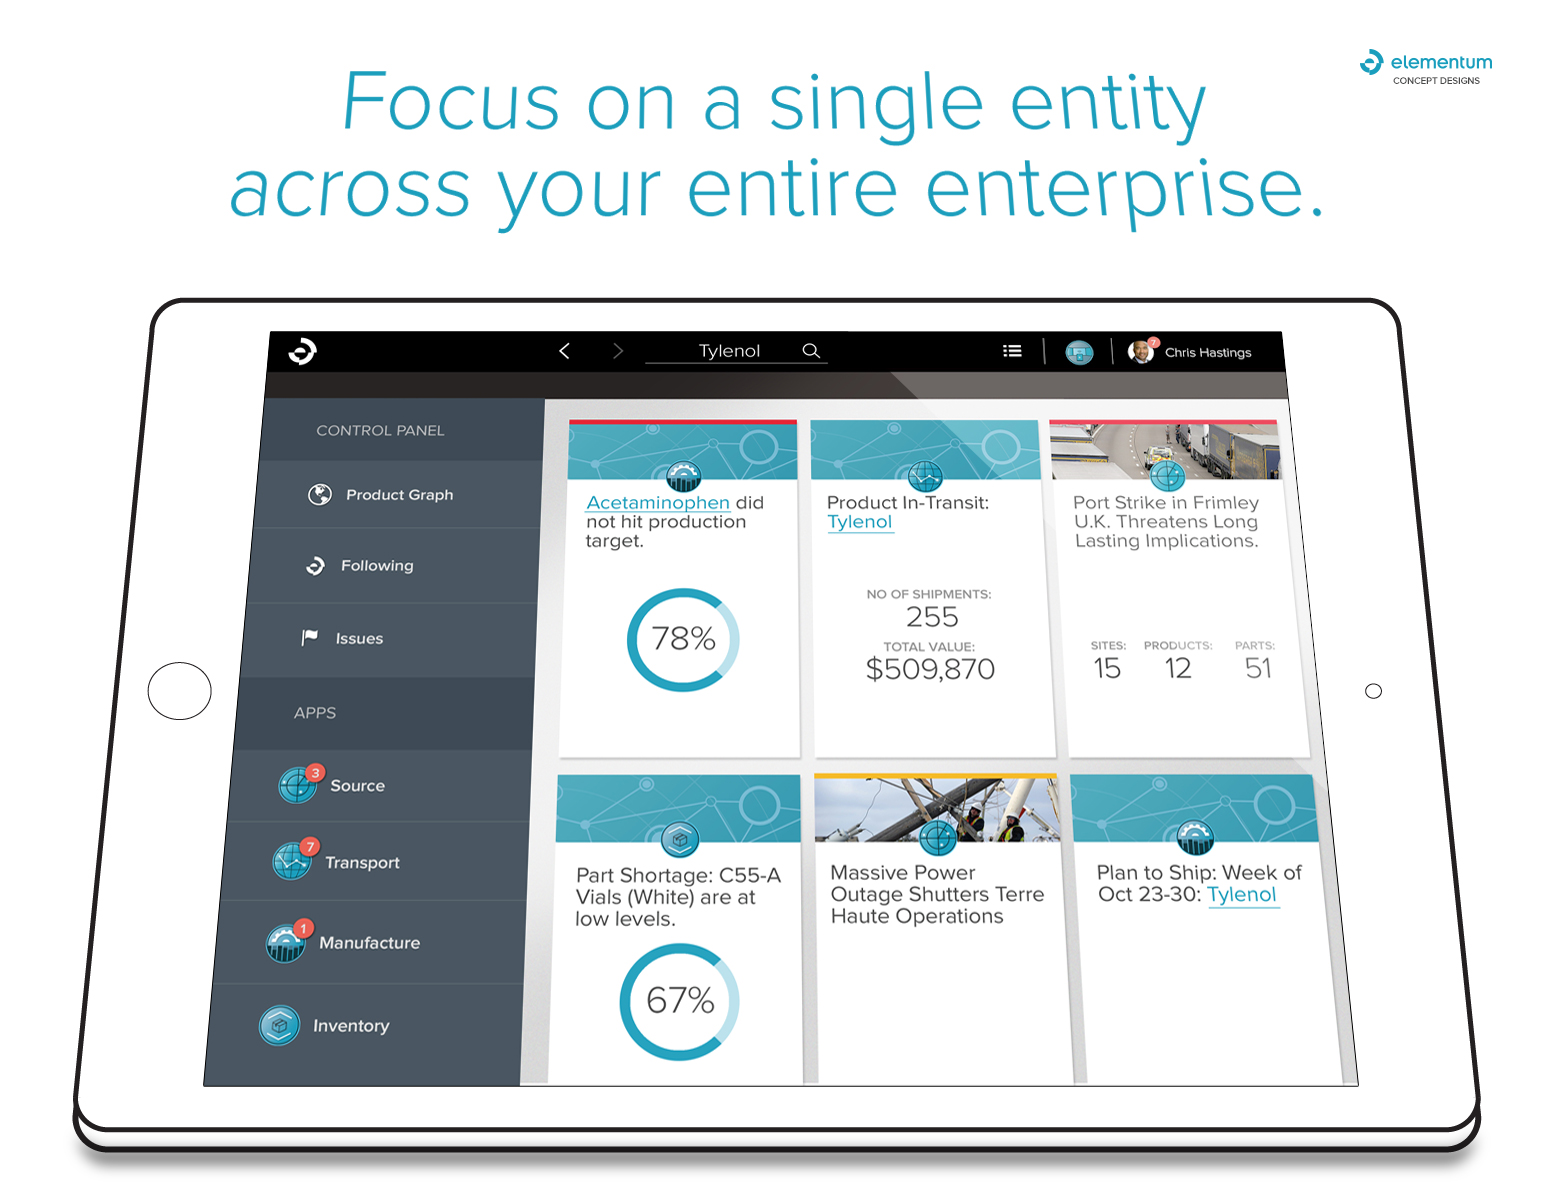 elementum
CONCEPT DESIGNS
Focus on a single entity
across your entire enterprise.
Tylenol
7
Chris Hastings
CONTROL PANEL
Product Graph
Following
Issues
APPS
3
Source
7
Transport
1
Manufacture
Inventory
Acetaminophen did
not hit production
target.
78%
Product In-Transit:
Tylenol
NO OF SHIPMENTS:
255
TOTAL VALUE:
$509,870
Port Strike in Frimley
U.K. Threatens Long
Lasting Implications.
SITES: PRODUCTS: PARTS:
15 12 51
Part Shortage: C55-A
Vials (White) are at
low levels.
67%
Massive Power
Outage Shutters Terre
Haute Operations
Plan to Ship: Week of
Oct 23-30: Tylenol